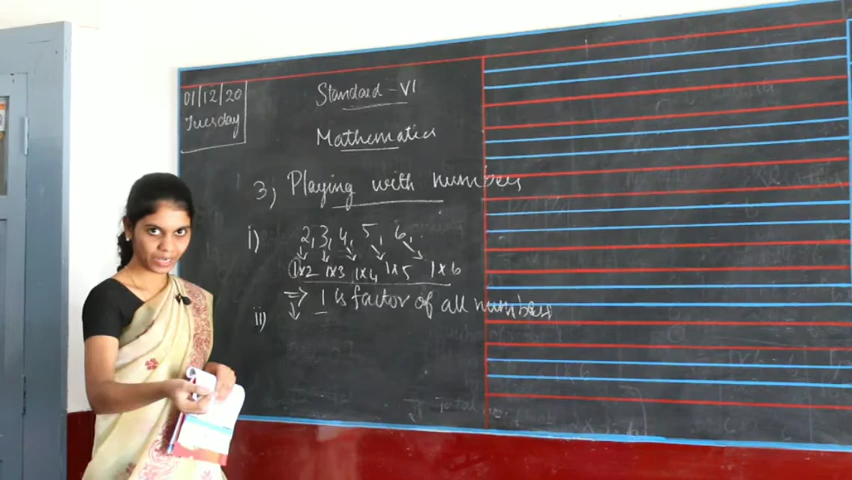 01/12/20
Tuesday
Standard - VI
Mathematics
3, Playing with numbers
i) 2, 3, 4, 5, 6, .
1x2 1x3 1x4 1x5 1x6
⇒ 1 is factor of all numbers
ii)